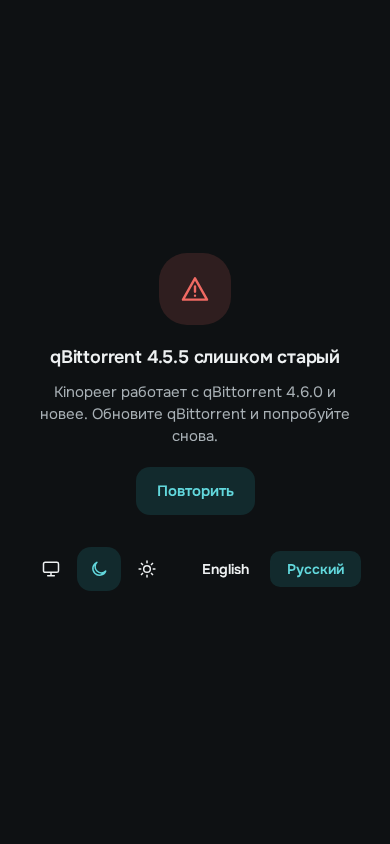 qBittorrent 4.5.5 слишком старый
Kinopeer работает с qBittorrent 4.6.0 и
новее. Обновите qBittorrent и попробуйте
снова.
Повторить
English Русский